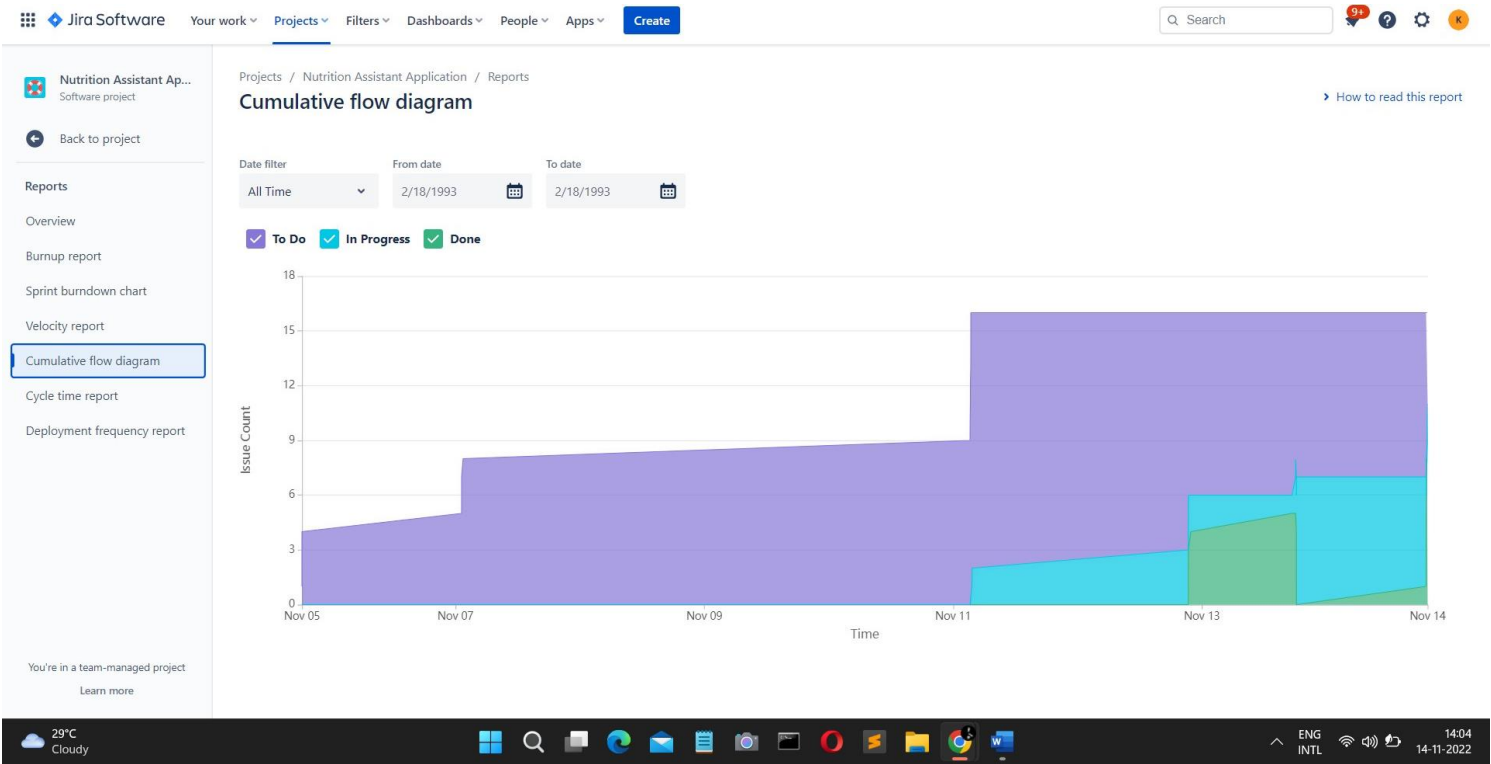 Jira Software Your work Projects Filters Dashboards People Apps Create Search 9+ K
Nutrition Assistant Ap...
Software project
Back to project
Reports
Overview
Burnup report
Sprint burndown chart
Velocity report
Cumulative flow diagram
Cycle time report
Deployment frequency report
You're in a team-managed project
Learn more
Projects / Nutrition Assistant Application / Reports
Cumulative flow diagram
How to read this report
Date filter From date To date
All Time 2/18/1993 2/18/1993
To Do In Progress Done
18
15
12
9
6
3
0
Issue Count
Nov 05 Nov 07 Nov 09 Nov 11 Nov 13 Nov 14
Time
29°C
Cloudy
W
ENG
INTL
14:04
14-11-2022